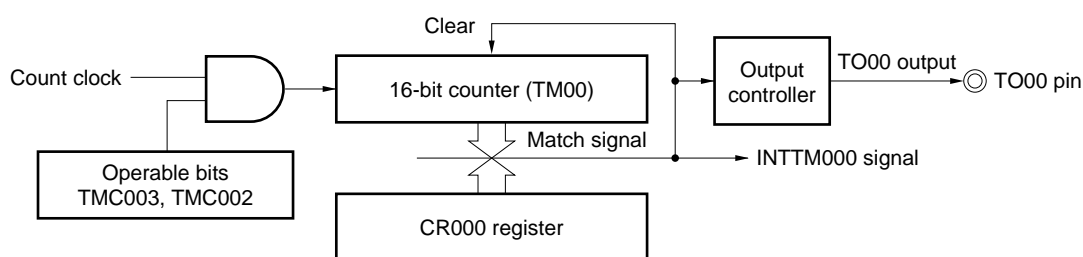 Clear
Count clock
16-bit counter (TM00)
Output
controller
TO00 output
TO00 pin
Match signal
INTTM000 signal
Operable bits
TMC003, TMC002
CR000 register